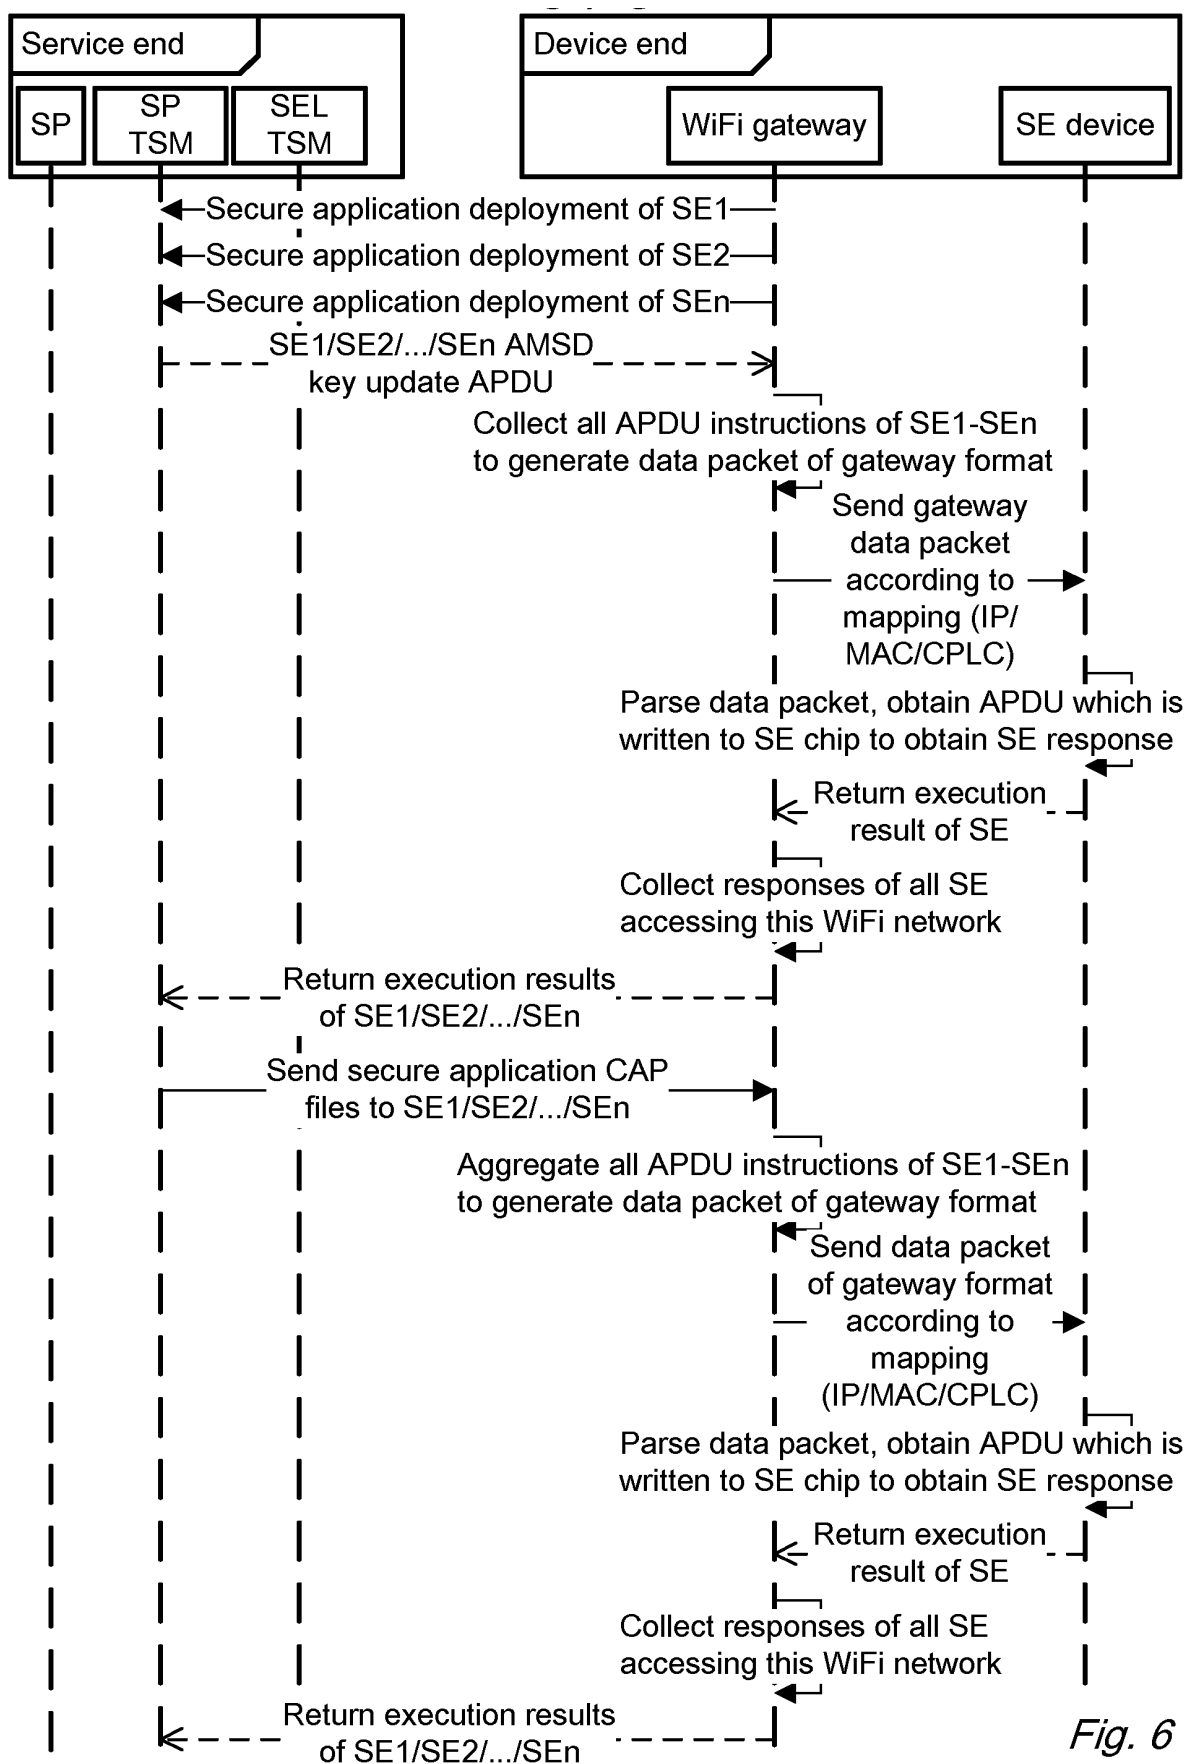 Service end
Device end
SP
SP
TSM
SEL
TSM
WiFi gateway
SE device
Secure application deployment of SE1
Secure application deployment of SE2
Secure application deployment of SEn
SE1/SE2/.../SEn AMSD
key update APDU
Collect all APDU instructions of SE1-SEn
to generate data packet of gateway format
Send gateway
data packet
according to
mapping (IP/
MAC/CPLC)
Parse data packet, obtain APDU which is
written to SE chip to obtain SE response
Return execution
result of SE
Collect responses of all SE
accessing this WiFi network
Return execution results
of SE1/SE2/.../SEn
Send secure application CAP
files to SE1/SE2/.../SEn
Aggregate all APDU instructions of SE1-SEn
to generate data packet of gateway format
Send data packet
of gateway format
according to
mapping
(IP/MAC/CPLC)
Parse data packet, obtain APDU which is
written to SE chip to obtain SE response
Return execution
result of SE
Collect responses of all SE
accessing this WiFi network
Return execution results
of SE1/SE2/.../SEn
Fig. 6